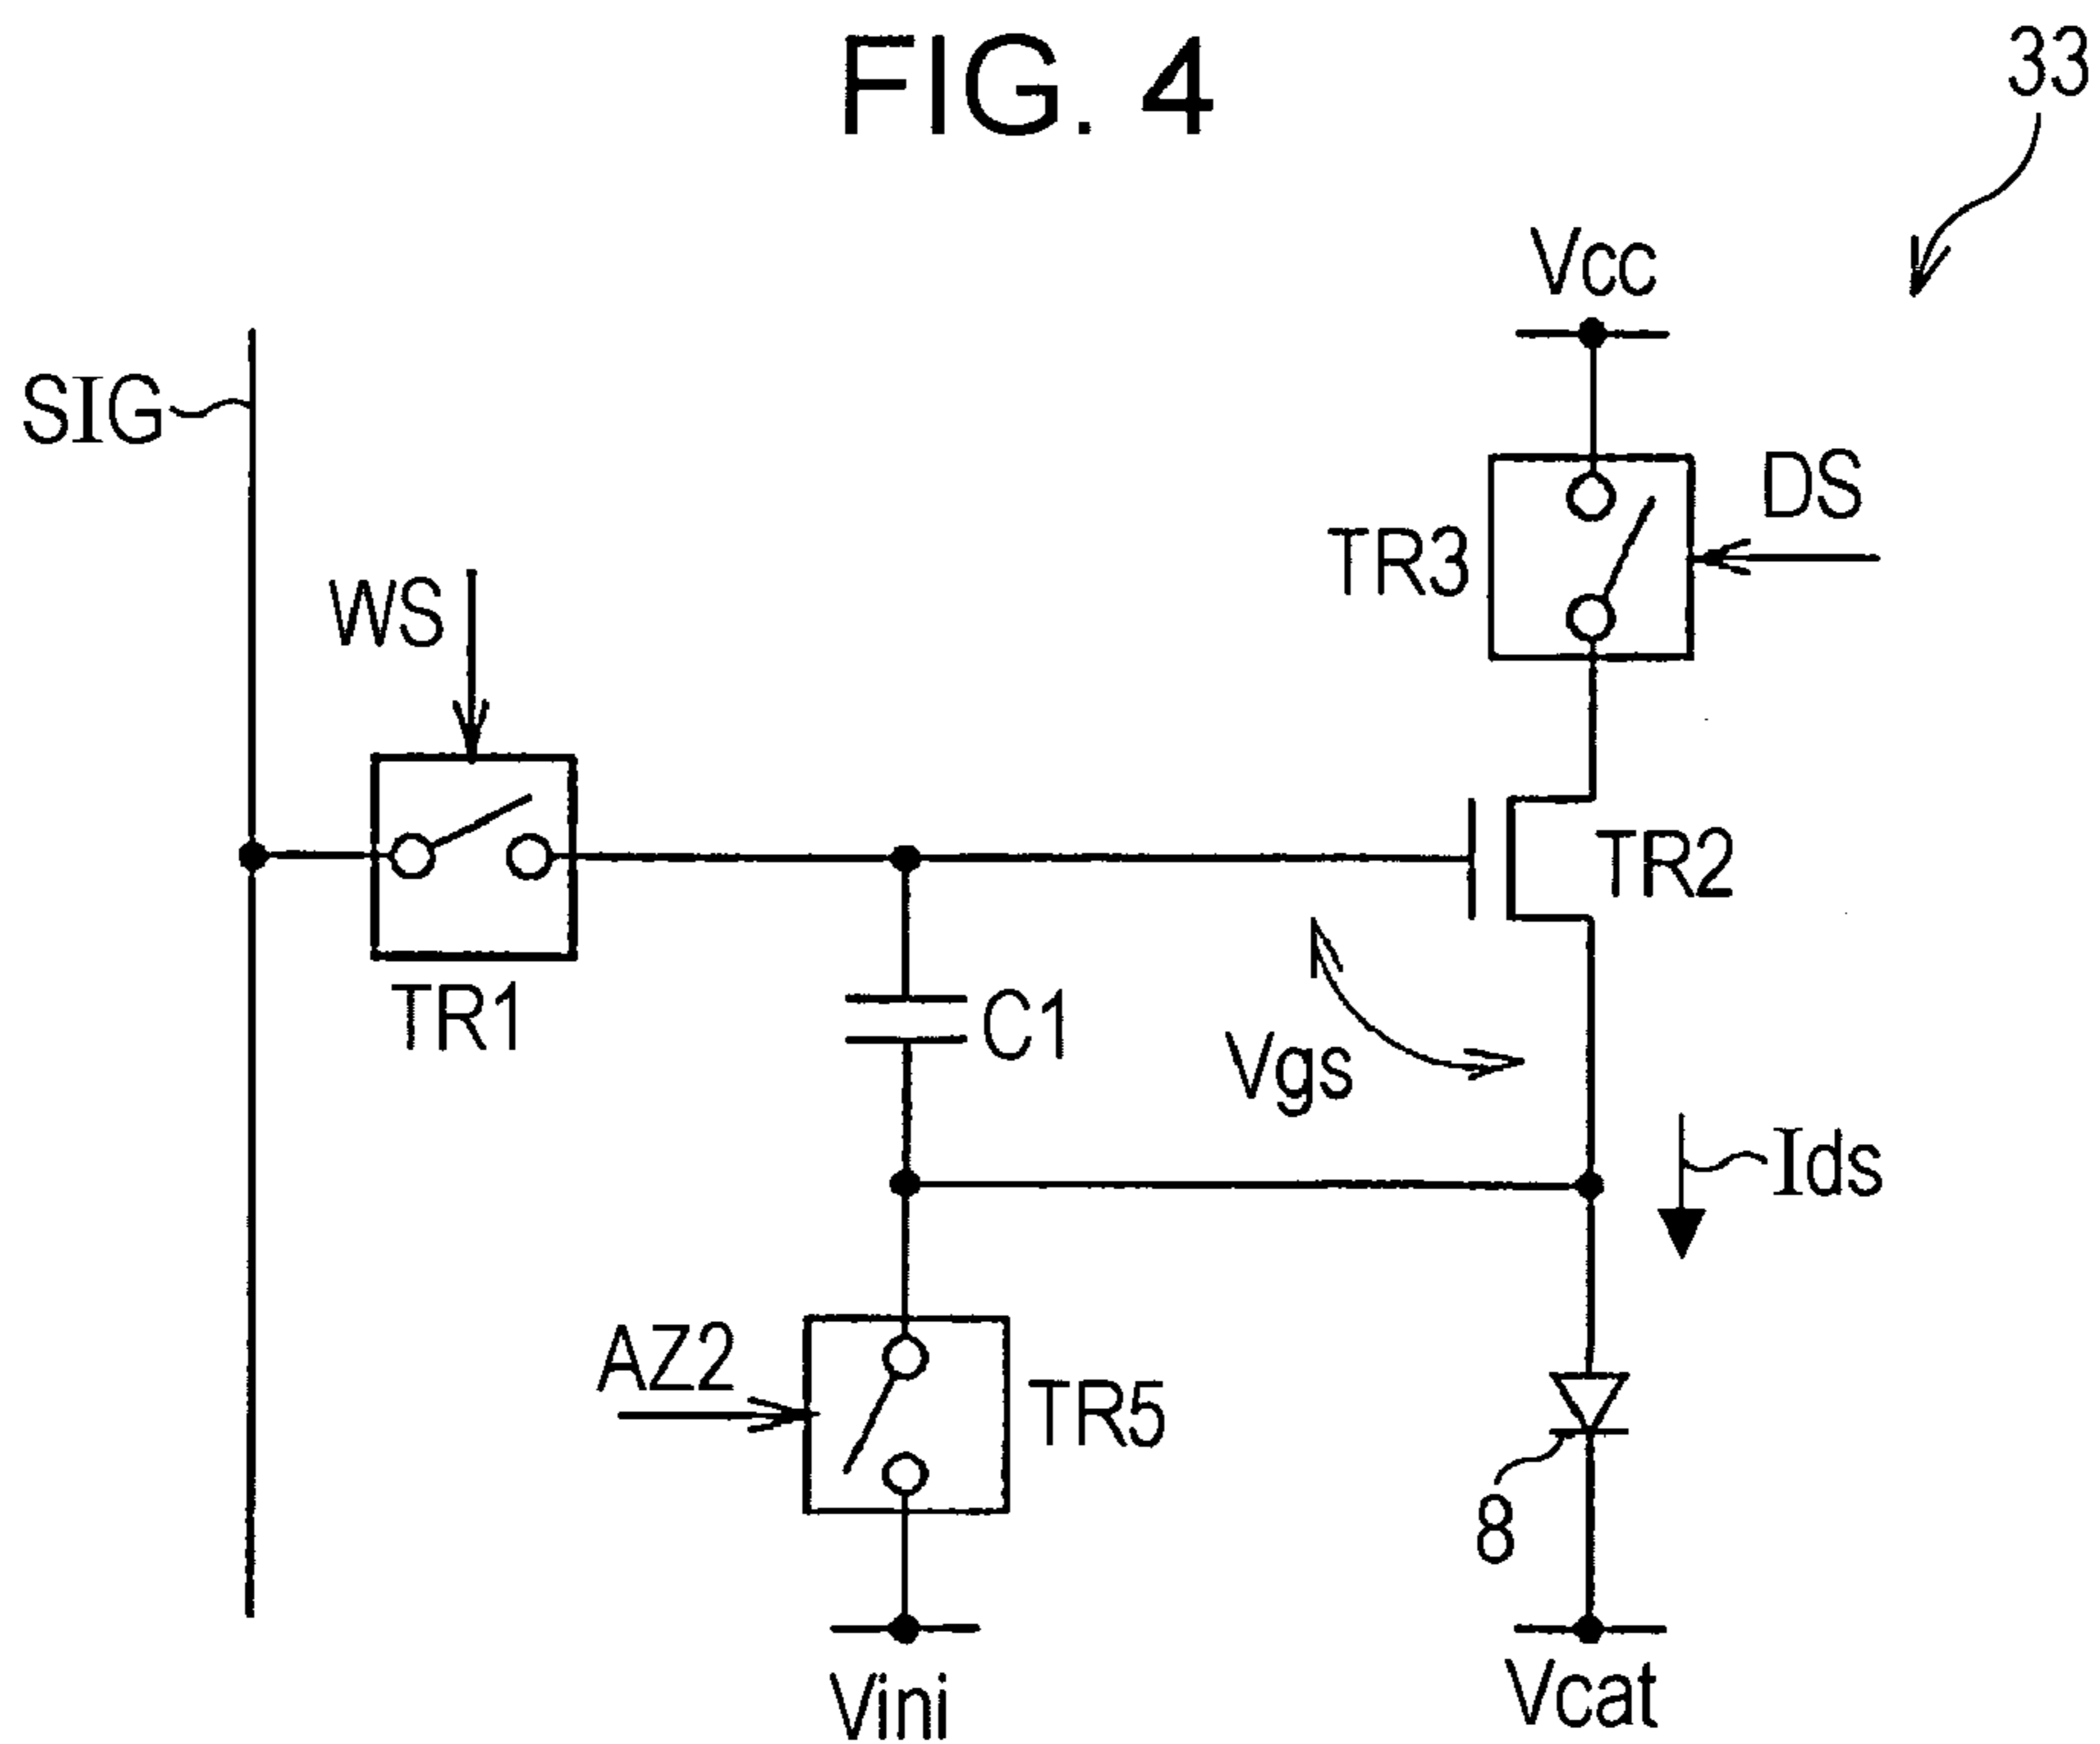 FIG. 4
33
Vcc
SIG
DS
TR3
WS
TR2
TR1
C1
Vgs
Ids
AZ2
TR5
8
Vini
Vcat